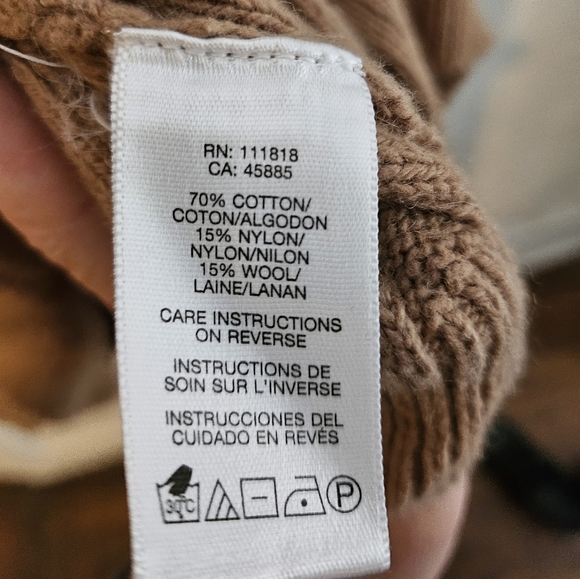 RN: 111818
CA: 45885
70% COTTON/
COTON/ALGODON
15% NYLON/
NYLON/NILON
15% WOOL/
LAINE/LANAN
CARE INSTRUCTIONS
ON REVERSE
INSTRUCTIONS DE
SOIN SUR L'INVERSE
INSTRUCCIONES DEL
CUIDADO EN REVÉS
30°C P